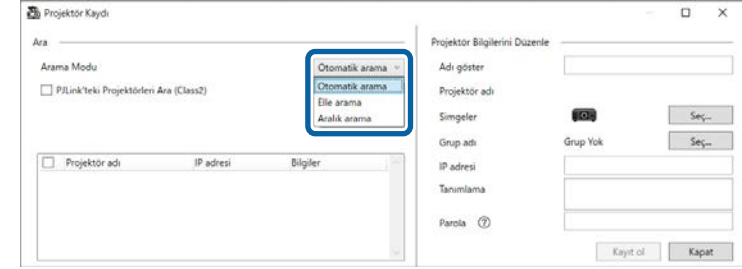 Projektör Kaydı
Ara
Arama Modu
Otomatik arama
Otomatik arama
Elle arama
Aralık arama
PJLink'teki Projektörleri Ara (Class2)
Projektör adı IP adresi Bilgiler
Projektör Bilgilerini Düzenle
Adı göster
Projektör adı
Simgeler Seç...
Grup adı Grup Yok Seç...
IP adresi
Tanımlama
Parola ?
Kayıt ol Kapat